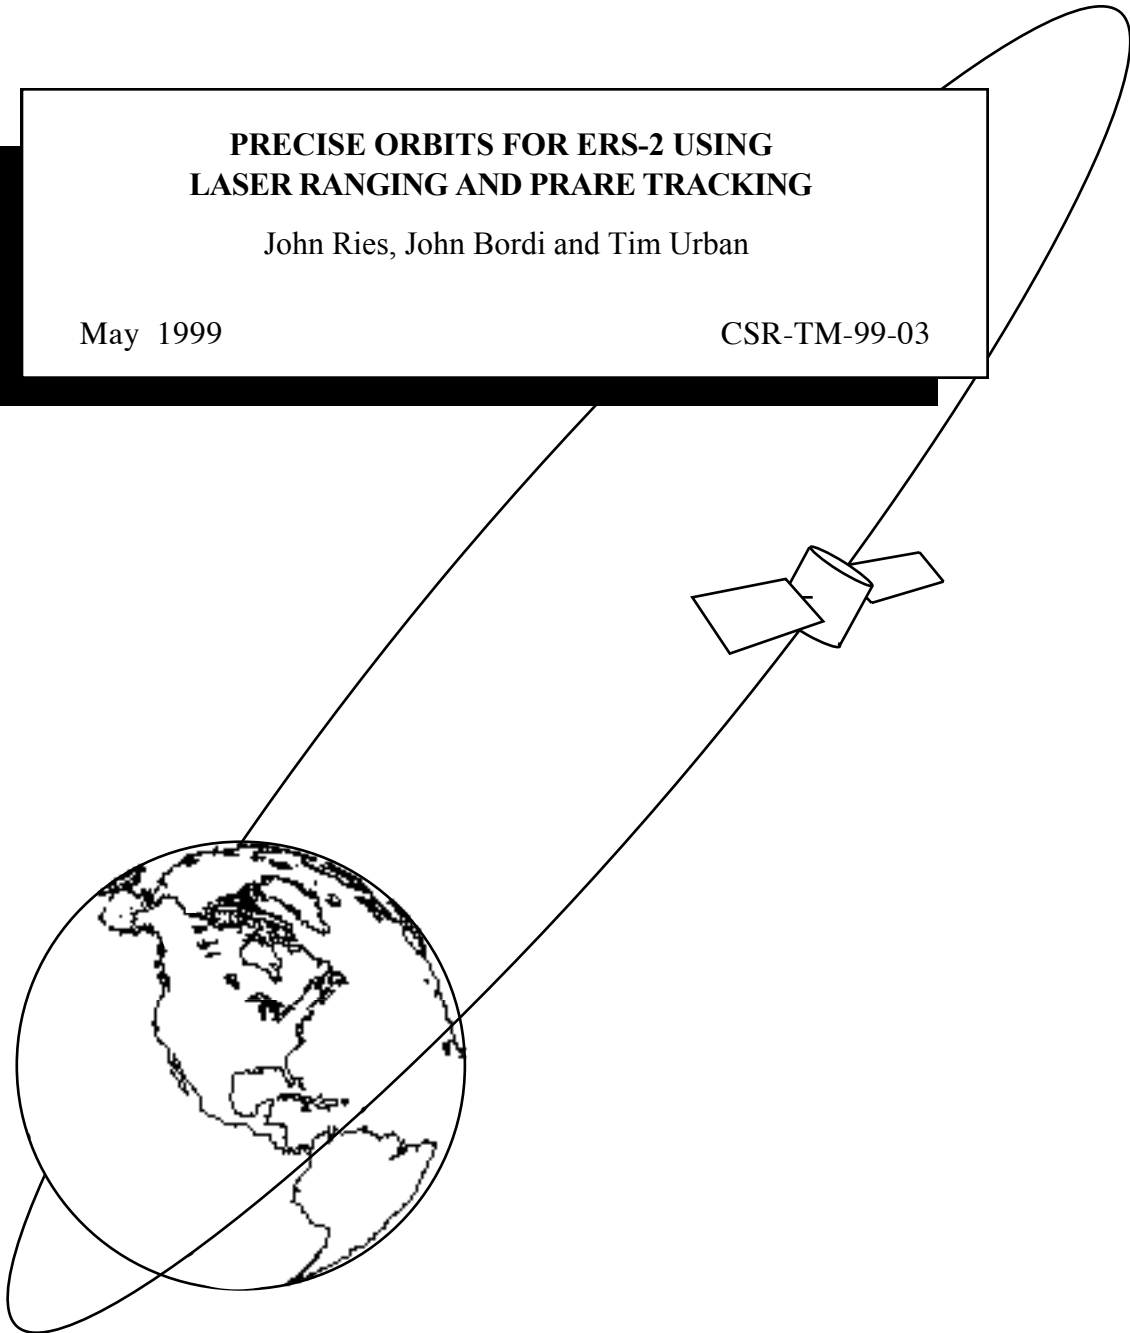 PRECISE ORBITS FOR ERS-2 USING
LASER RANGING AND PRARE TRACKING
John Ries, John Bordi and Tim Urban
May 1999
CSR-TM-99-03